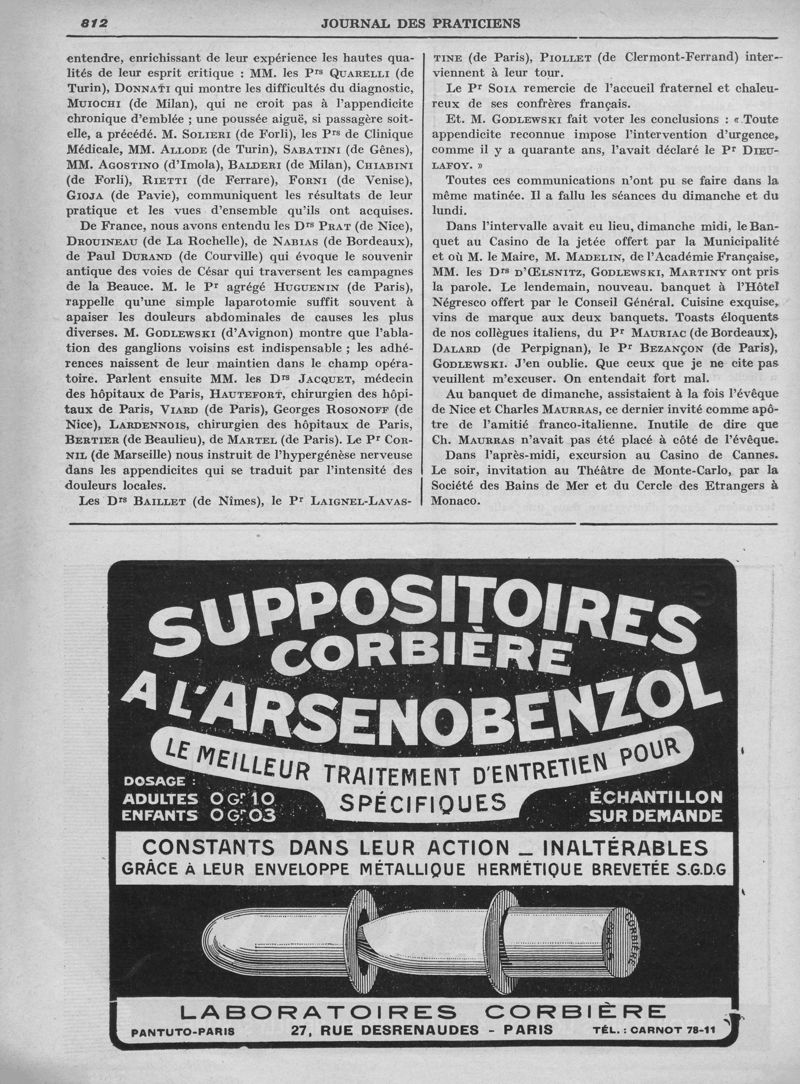 812
JOURNAL DES PRATICIENS
entendre, enrichissant de leur expérience les hautes qua-
lités de leur esprit critique : MM. les Prs QUARELLI (de
Turin), DONNATI qui montre les difficultés du diagnostic,
MUIOCHI (de Milan), qui ne croit pas à l'appendicite
chronique d'emblée ; une poussée aiguë, si passagère soit-
elle, a précédé. M. SOLIERI (de Forli), les Prs de Clinique
Médicale, MM. ALLODE (de Turin), SABATINI (de Gênes),
MM. AGOSTINO (d'Imola), BALDERI (de Milan), CHIABINI
(de Forli), RIETTI (de Ferrare), FORNI (de Venise),
GIOJA (de Pavie), communiquent les résultats de leur
pratique et les vues d'ensemble qu'ils ont acquises.
De France, nous avons entendu les Drs PRAT (de Nice),
DROUINEAU (de La Rochelle), de NABIAS (de Bordeaux),
de Paul DURAND (de Courville) qui évoque le souvenir
antique des voies de César qui traversent les campagnes
de la Beauce. M. le Pr agrégé HUGUENIN (de Paris),
rappelle qu'une simple laparotomie suffit souvent à
apaiser les douleurs abdominales de causes les plus
diverses. M. GODLEWSKI (d'Avignon) montre que l'abla-
tion des ganglions voisins est indispensable ; les adhé-
rences naissent de leur maintien dans le champ opéra-
toire. Parlent ensuite MM. les Drs JACQUET, médecin
des hôpitaux de Paris, HAUTEFORT, chirurgien des hôpi-
taux de Paris, VIARD (de Paris), Georges ROSONOFF (de
Nice), LARDENNOIS, chirurgien des hôpitaux de Paris,
BERTIER (de Beaulieu), de MARTEL (de Paris). Le Pr COR-
NIL (de Marseille) nous instruit de l'hypergénèse nerveuse
dans les appendicites qui se traduit par l'intensité des
douleurs locales.
Les Drs BAILLET (de Nîmes), le Pr LAIGNEL-LAVAS-
TINE (de Paris), PIOLLET (de Clermont-Ferrand) inter-
viennent à leur tour.
Le Pr SOIA remercie de l'accueil fraternel et chaleu-
reux de ses confrères français.
Et. M. GODLEWSKI fait voter les conclusions : « Toute
appendicite reconnue impose l'intervention d'urgence,
comme il y a quarante ans, l'avait déclaré le Pr DIEU-
LAFOY. »
Toutes ces communications n'ont pu se faire dans la
même matinée. Il a fallu les séances du dimanche et du
lundi.
Dans l'intervalle avait eu lieu, dimanche midi, le Ban-
quet au Casino de la jetée offert par la Municipalité
et où M. le Maire, M. MADELIN, de l'Académie Française,
MM. les Drs D'ŒLSNITZ, GODLEWSKI, MARTINY ont pris
la parole. Le lendemain, nouveau. banquet à l'Hôtel
Négresco offert par le Conseil Général. Cuisine exquise,
vins de marque aux deux banquets. Toasts éloquents
de nos collègues italiens, du Pr MAURIAC (de Bordeaux),
DALARD (de Perpignan), le Pr BEZANÇON (de Paris),
GODLEWSKI. J'en oublie. Que ceux que je ne cite pas
veuillent m'excuser. On entendait fort mal.
Au banquet de dimanche, assistaient à la fois l'évêque
de Nice et Charles MAURRAS, ce dernier invité comme apô-
tre de l'amitié franco-italienne. Inutile de dire que
Ch. MAURRAS n'avait pas été placé à côté de l'évêque.
Dans l'après-midi, excursion au Casino de Cannes.
Le soir, invitation au Théâtre de Monte-Carlo, par la
Société des Bains de Mer et du Cercle des Etrangers à
Monaco.
SUPPOSITOIRES
CORBIÈRE
A L'ARSENOBENZOL
LE MEILLEUR TRAITEMENT D'ENTRETIEN POUR
SPÉCIFIQUES
DOSAGE :
ADULTES 0 Gr 10
ENFANTS 0 Gr 03
ÉCHANTILLON
SUR DEMANDE
CONSTANTS DANS LEUR ACTION _ INALTÉRABLES
GRÂCE A LEUR ENVELOPPE MÉTALLIQUE HERMÉTIQUE BREVETÉE S.G.D.G
CORBIÈRE
PARIS
LABORATOIRES CORBIÈRE
PANTUTO-PARIS
27, RUE DESRENAUDES - PARIS
TÉL. : CARNOT 78-11